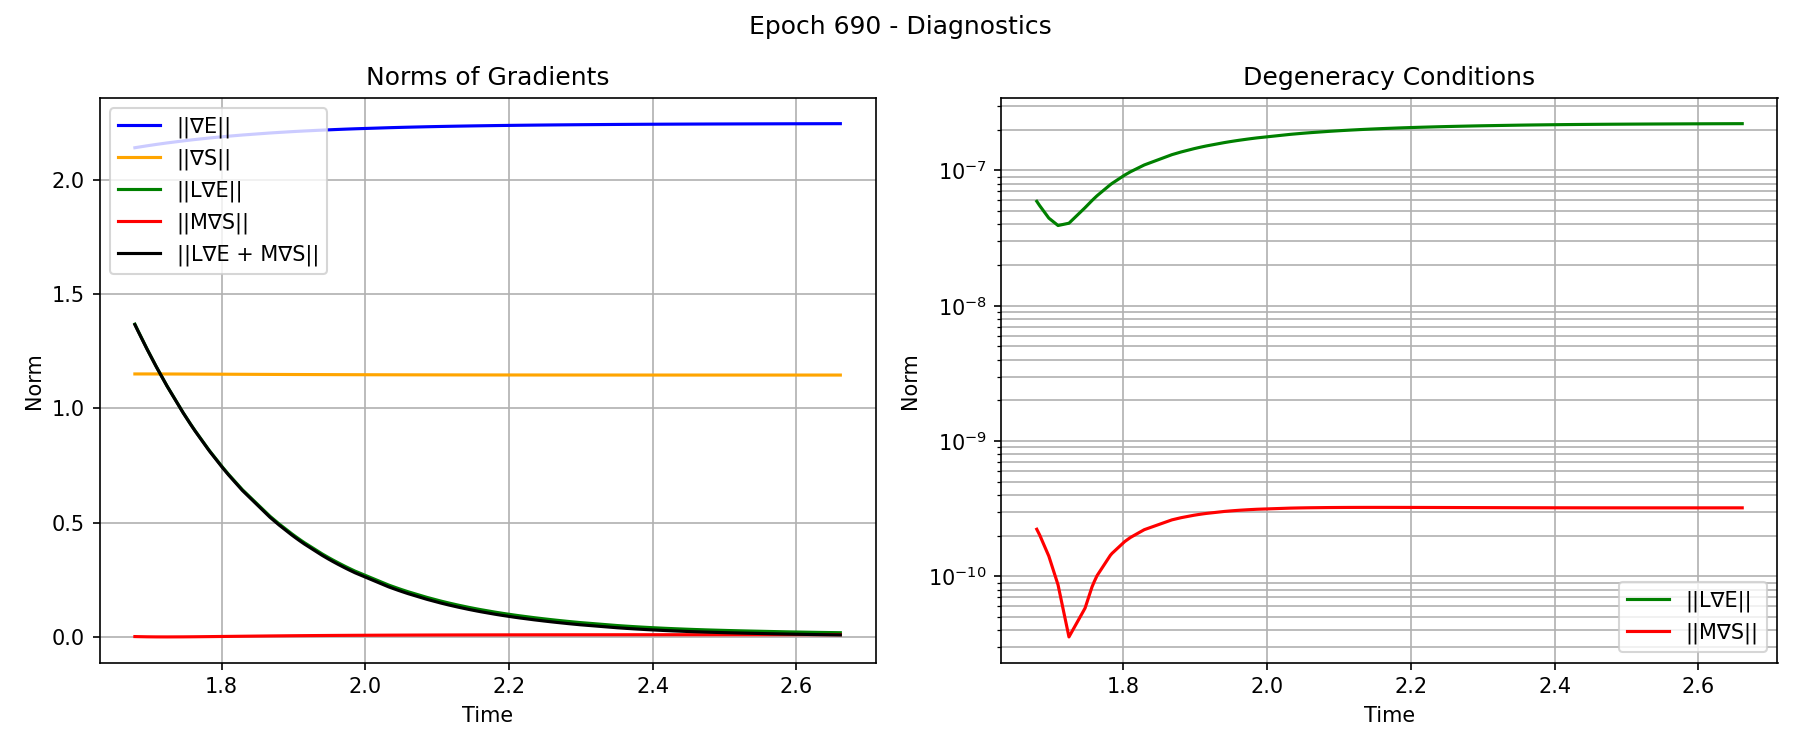 Epoch 690 - Diagnostics
Norms of Gradients
||∇E||
||∇S||
||L∇E||
||M∇S||
||L∇E + M∇S||
2.0
1.5
1.0
0.5
0.0
Norm
1.8
2.0
2.2
2.4
2.6
Time
Degeneracy Conditions
10⁻⁷
10⁻⁸
10⁻⁹
10⁻¹⁰
Norm
||L∇E||
||M∇S||
1.8
2.0
2.2
2.4
2.6
Time